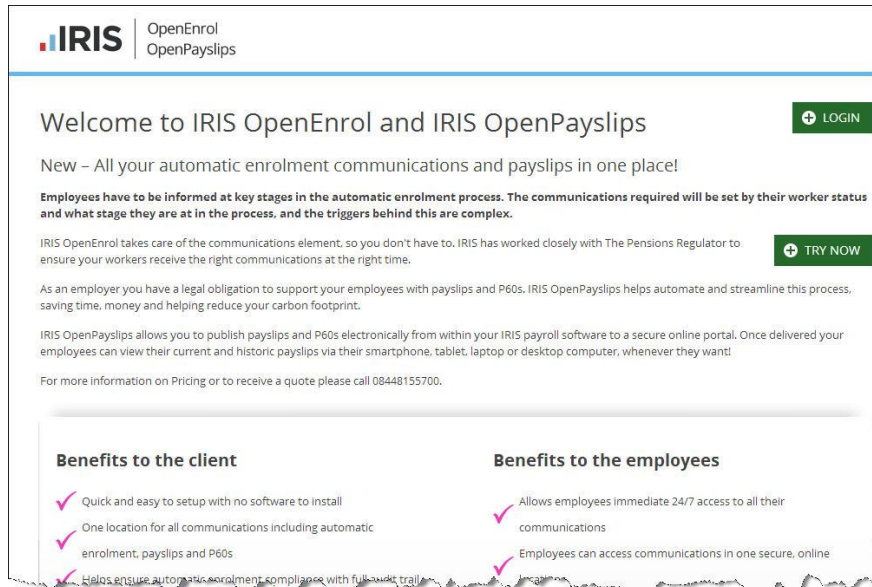 IRIS
OpenEnrol
OpenPayslips
Welcome to IRIS OpenEnrol and IRIS OpenPayslips
LOGIN
New – All your automatic enrolment communications and payslips in one place!
Employees have to be informed at key stages in the automatic enrolment process. The communications required will be set by their worker status
and what stage they are at in the process, and the triggers behind this are complex.
IRIS OpenEnrol takes care of the communications element, so you don't have to. IRIS has worked closely with The Pensions Regulator to
ensure your workers receive the right communications at the right time.
TRY NOW
As an employer you have a legal obligation to support your employees with payslips and P60s. IRIS OpenPayslips helps automate and streamline this process,
saving time, money and helping reduce your carbon footprint.
IRIS OpenPayslips allows you to publish payslips and P60s electronically from within your IRIS payroll software to a secure online portal. Once delivered your
employees can view their current and historic payslips via their smartphone, tablet, laptop or desktop computer, whenever they want!
For more information on Pricing or to receive a quote please call 08448155700.
Benefits to the client
Quick and easy to setup with no software to install
One location for all communications including automatic
enrolment, payslips and P60s
Helps ensure automatic enrolment compliance with full audit trail
Benefits to the employees
Allows employees immediate 24/7 access to all their
communications
Employees can access communications in one secure, online